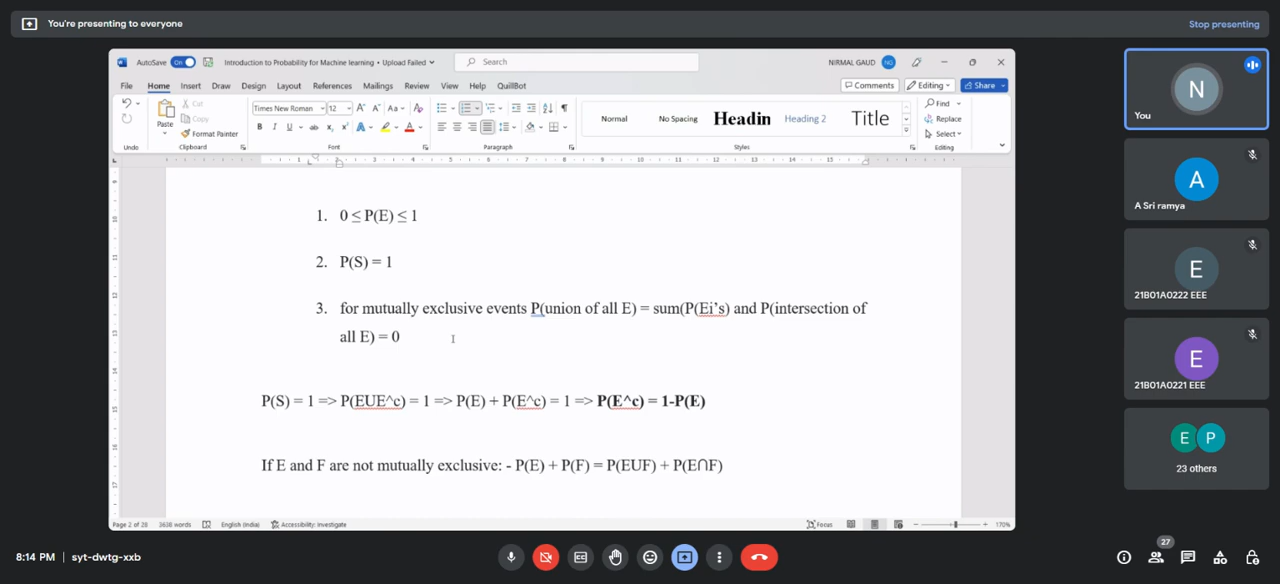 You're presenting to everyone
Stop presenting
AutoSave On Introduction to Probability for Machine learning • Upload Failed Search NIRMAL GAUD NG
File Home Insert Draw Design Layout References Mailings Review View Help QuillBot Comments Editing Share
Paste Cut Copy Format Painter
Times New Roman 12
Normal No Spacing Headin Heading 2 Title
Find Replace Select
Undo Clipboard Font Paragraph Styles Editing
1. 0 ≤ P(E) ≤ 1
2. P(S) = 1
3. for mutually exclusive events P(union of all E) = sum(P(Ei's) and P(intersection of
all E) = 0
P(S) = 1 => P(EUE^c) = 1 => P(E) + P(E^c) = 1 => P(E^c) = 1-P(E)
If E and F are not mutually exclusive: - P(E) + P(F) = P(EUF) + P(E∩F)
Page 2 of 28 3638 words English (India) Accessibility: Investigate Focus 170%
N
You
A
A Sri ramya
E
21B01A0222 EEE
E
21B01A0221 EEE
E P
23 others
8:14 PM | syt-dwtg-xxb
27